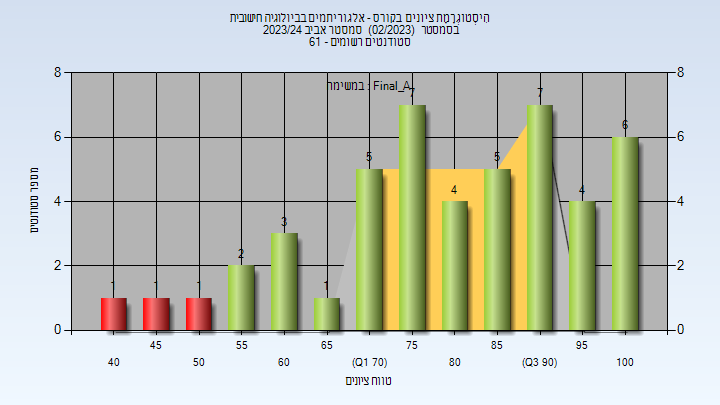 הִיסְטוֹגְרָמַת ציונים בקורס - אלגוריתמים בביולוגיה חישובית
בסמסטר (02/2023) סמסטר אביב 2023/24
סטודנטים רשומים - 61
במשימה : Final_A
מספר סטודנטים
8 8
6 6
4 4
2 2
0 0
1 1 1 2 3 1 5 7 4 5 7 4 6
40 45 50 55 60 65 (Q1 70) 75 80 85 (Q3 90) 95 100
טווח ציונים